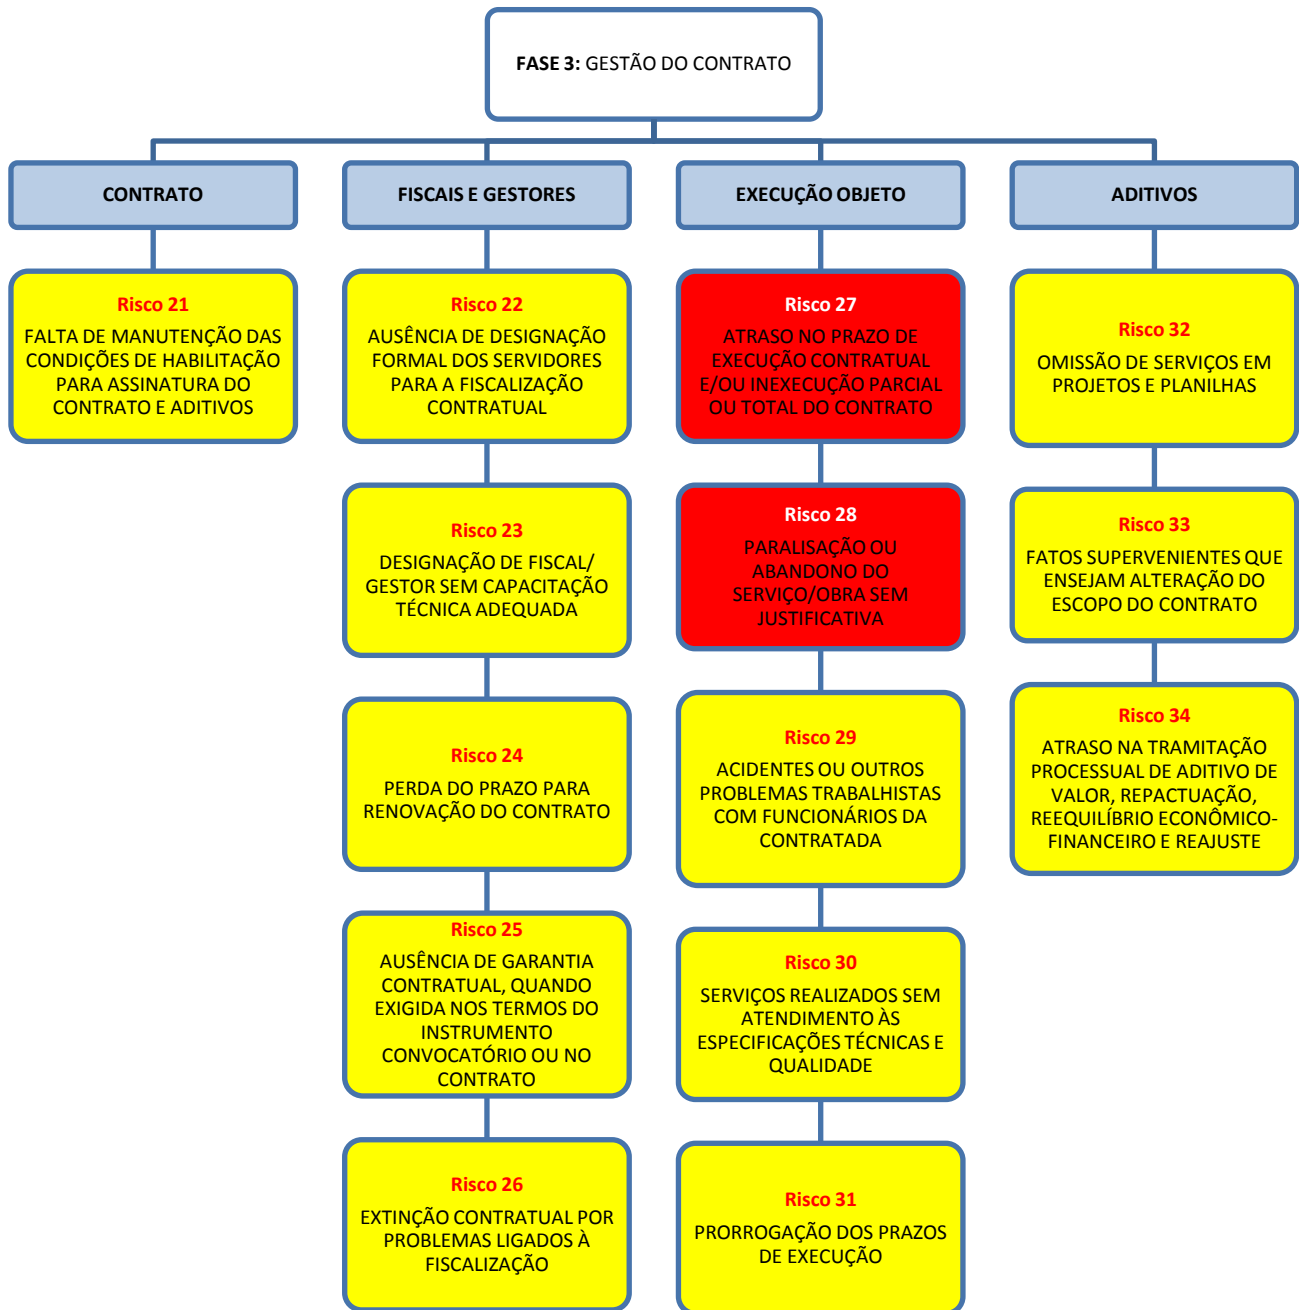 FASE 3: GESTÃO DO CONTRATO
CONTRATO
Risco 21
FALTA DE MANUTENÇÃO DAS
CONDIÇÕES DE HABILITAÇÃO
PARA ASSINATURA DO
CONTRATO E ADITIVOS
FISCAIS E GESTORES
Risco 22
AUSÊNCIA DE DESIGNAÇÃO
FORMAL DOS SERVIDORES
PARA A FISCALIZAÇÃO
CONTRATUAL
Risco 23
DESIGNAÇÃO DE FISCAL/
GESTOR SEM CAPACITAÇÃO
TÉCNICA ADEQUADA
Risco 24
PERDA DO PRAZO PARA
RENOVAÇÃO DO CONTRATO
Risco 25
AUSÊNCIA DE GARANTIA
CONTRATUAL, QUANDO
EXIGIDA NOS TERMOS DO
INSTRUMENTO
CONVOCATÓRIO OU NO
CONTRATO
Risco 26
EXTINÇÃO CONTRATUAL POR
PROBLEMAS LIGADOS À
FISCALIZAÇÃO
EXECUÇÃO OBJETO
Risco 27
ATRASO NO PRAZO DE
EXECUÇÃO CONTRATUAL
E/OU INEXECUÇÃO PARCIAL
OU TOTAL DO CONTRATO
Risco 28
PARALISAÇÃO OU
ABANDONO DO
SERVIÇO/OBRA SEM
JUSTIFICATIVA
Risco 29
ACIDENTES OU OUTROS
PROBLEMAS TRABALHISTAS
COM FUNCIONÁRIOS DA
CONTRATADA
Risco 30
SERVIÇOS REALIZADOS SEM
ATENDIMENTO ÀS
ESPECIFICAÇÕES TÉCNICAS E
QUALIDADE
Risco 31
PRORROGAÇÃO DOS PRAZOS
DE EXECUÇÃO
ADITIVOS
Risco 32
OMISSÃO DE SERVIÇOS EM
PROJETOS E PLANILHAS
Risco 33
FATOS SUPERVENIENTES QUE
ENSEJAM ALTERAÇÃO DO
ESCOPO DO CONTRATO
Risco 34
ATRASO NA TRAMITAÇÃO
PROCESSUAL DE ADITIVO DE
VALOR, REPACTUAÇÃO,
REEQUILÍBRIO ECONÔMICO-
FINANCEIRO E REAJUSTE